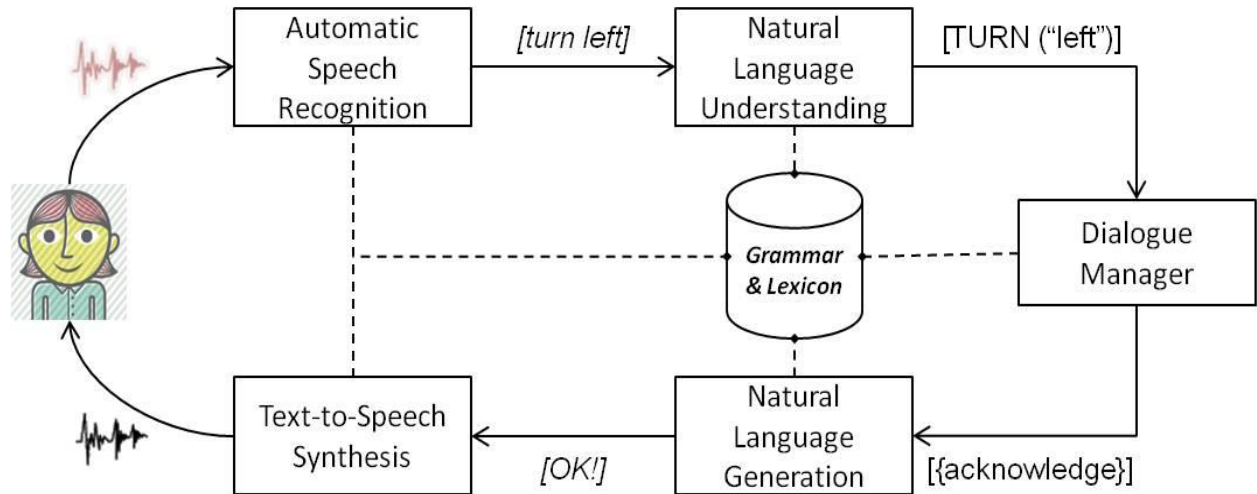 Automatic
Speech
Recognition
[turn left]
Natural
Language
Understanding
[TURN (“left”)]
Grammar
& Lexicon
Dialogue
Manager
Text-to-Speech
Synthesis
[OK!]
Natural
Language
Generation
[{acknowledge}]